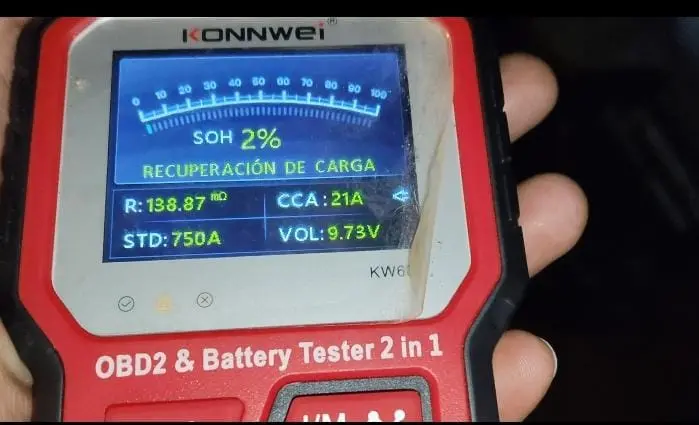 KONNWEI®
0 10 20 30 40 50 60 70 80 90 100
SOH 2%
RECUPERACIÓN DE CARGA
R: 138.87 mΩ CCA: 21A
STD: 750A VOL: 9.73V
OBD2 & Battery Tester 2 in 1